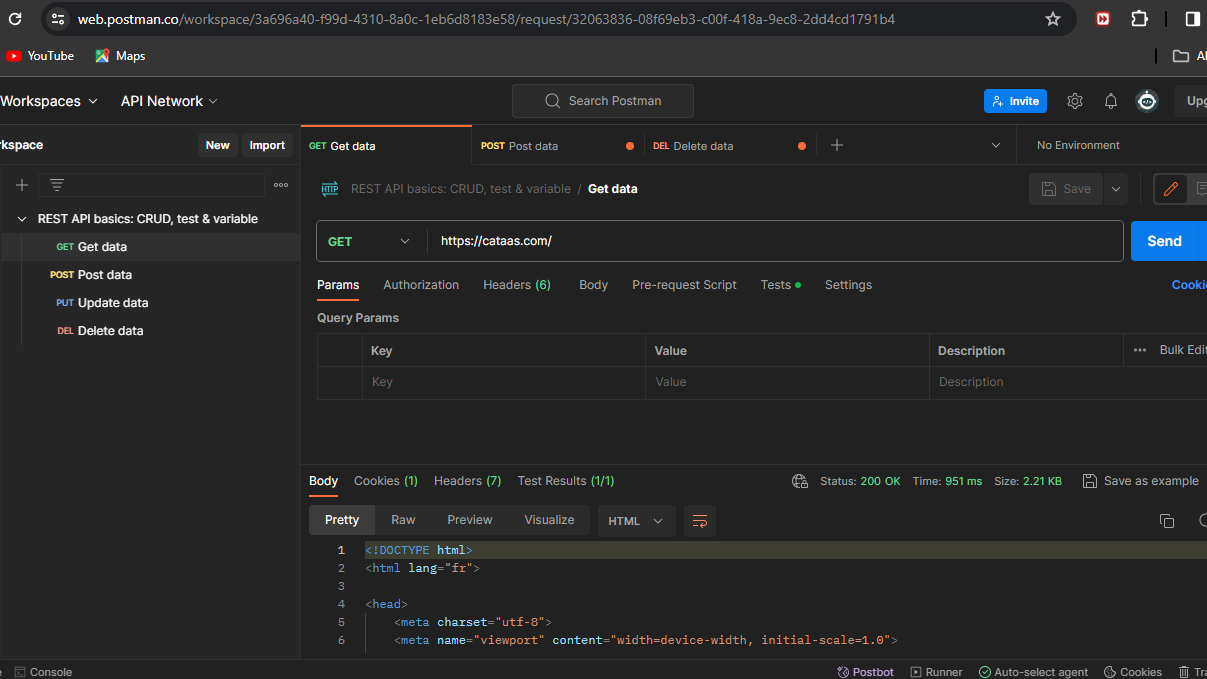 web.postman.co/workspace/3a696a40-f99d-4310-8a0c-1eb6d8183e58/request/32063836-08f69eb3-c00f-418a-9ec8-2dd4cd1791b4
YouTube Maps
Workspaces API Network Search Postman Invite Upg
rkspace New Import GET Get data POST Post data DEL Delete data No Environment
HTTP REST API basics: CRUD, test & variable / Get data Save
REST API basics: CRUD, test & variable
GET Get data
POST Post data
PUT Update data
DEL Delete data
GET https://cataas.com/ Send
Params Authorization Headers (6) Body Pre-request Script Tests Settings Cooki
Query Params
Key Value Description Bulk Edit
Key Value Description
Body Cookies (1) Headers (7) Test Results (1/1) Status: 200 OK Time: 951 ms Size: 2.21 KB Save as example
Pretty Raw Preview Visualize HTML
1 <!DOCTYPE html>
2 <html lang="fr">
3
4 <head>
5 <meta charset="utf-8">
6 <meta name="viewport" content="width=device-width, initial-scale=1.0">
Console Postbot Runner Auto-select agent Cookies Tra